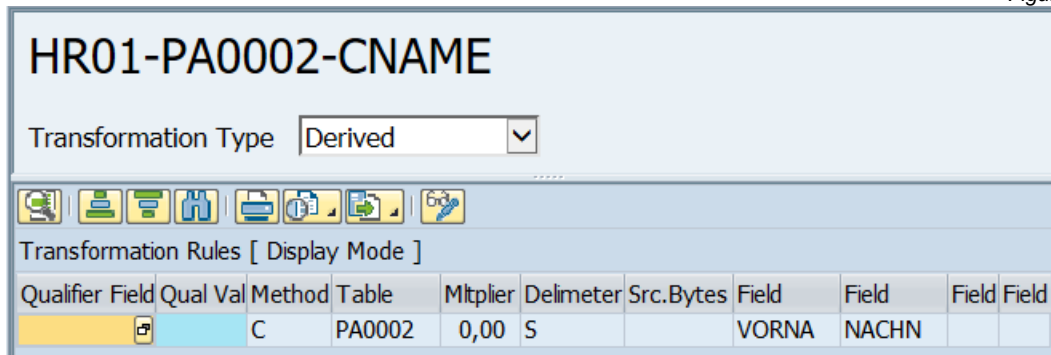 HR01-PA0002-CNAME
Transformation Type Derived
Transformation Rules [ Display Mode ]
Qualifier Field Qual Val Method Table Mltplier Delimeter Src.Bytes Field Field Field Field
C PA0002 0,00 S VORNA NACHN